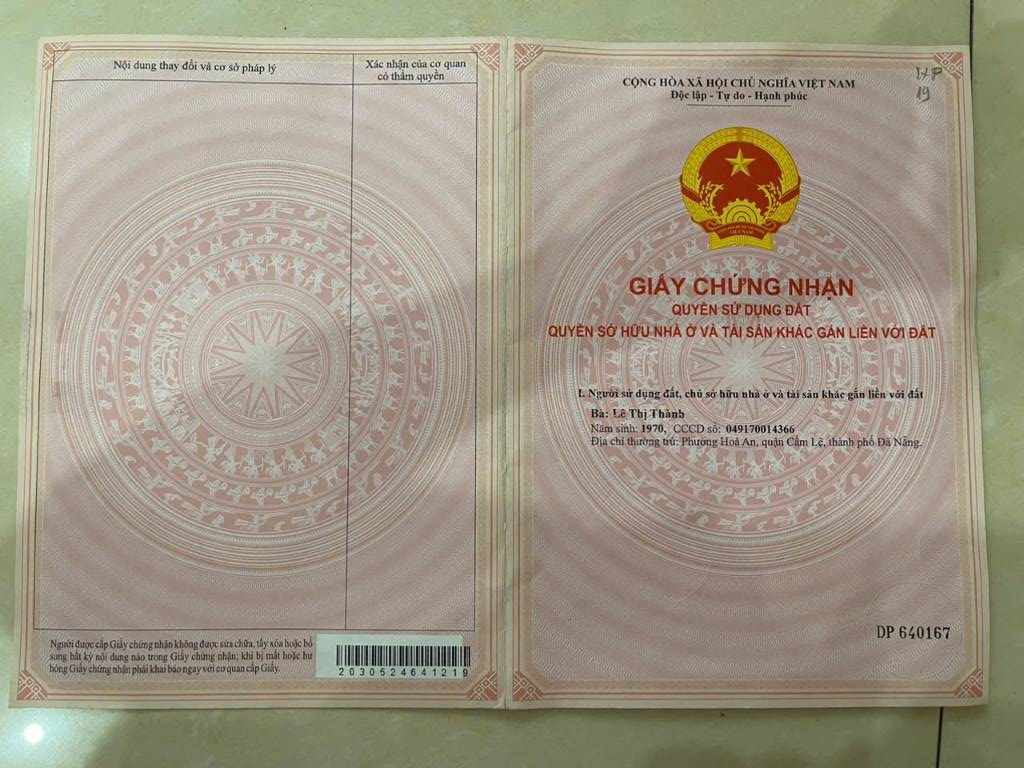 Nội dung thay đổi và cơ sở pháp lý
Xác nhận của cơ quan
có thẩm quyền
Người được cấp Giấy chứng nhận không được sửa chữa, tẩy xóa hoặc bổ
sung bất kỳ nội dung nào trong Giấy chứng nhận; khi bị mất hoặc hư
hỏng Giấy chứng nhận phải khai báo ngay với cơ quan cấp Giấy.
2030524641219
CỘNG HÒA XÃ HỘI CHỦ NGHĨA VIỆT NAM
Độc lập - Tự do - Hạnh phúc
19
VIỆT NAM
GIẤY CHỨNG NHẬN
QUYỀN SỬ DỤNG ĐẤT
QUYỀN SỞ HỮU NHÀ Ở VÀ TÀI SẢN KHÁC GẮN LIỀN VỚI ĐẤT
I. Người sử dụng đất, chủ sở hữu nhà ở và tài sản khác gắn liền với đất
Bà: Lê Thị Thành
Năm sinh: 1970, CCCD số: 049170014366
Địa chỉ thường trú: Phường Hoà An, quận Cẩm Lệ, thành phố Đà Nẵng.
DP 640167